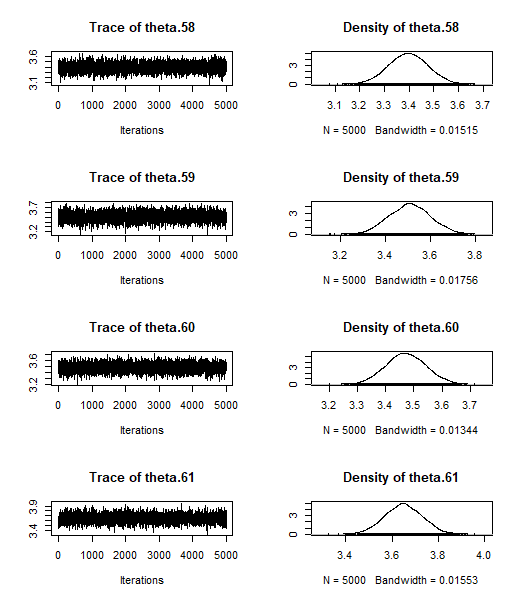 Trace of theta.58
3.6
3.1
0 1000 2000 3000 4000 5000
Iterations
Density of theta.58
3
0
3.1 3.2 3.3 3.4 3.5 3.6 3.7
N = 5000 Bandwidth = 0.01515
Trace of theta.59
3.7
3.2
0 1000 2000 3000 4000 5000
Iterations
Density of theta.59
3
0
3.2 3.4 3.6 3.8
N = 5000 Bandwidth = 0.01756
Trace of theta.60
3.6
3.2
0 1000 2000 3000 4000 5000
Iterations
Density of theta.60
3
0
3.2 3.3 3.4 3.5 3.6 3.7
N = 5000 Bandwidth = 0.01344
Trace of theta.61
3.9
3.4
0 1000 2000 3000 4000 5000
Iterations
Density of theta.61
3
0
3.4 3.6 3.8 4.0
N = 5000 Bandwidth = 0.01553